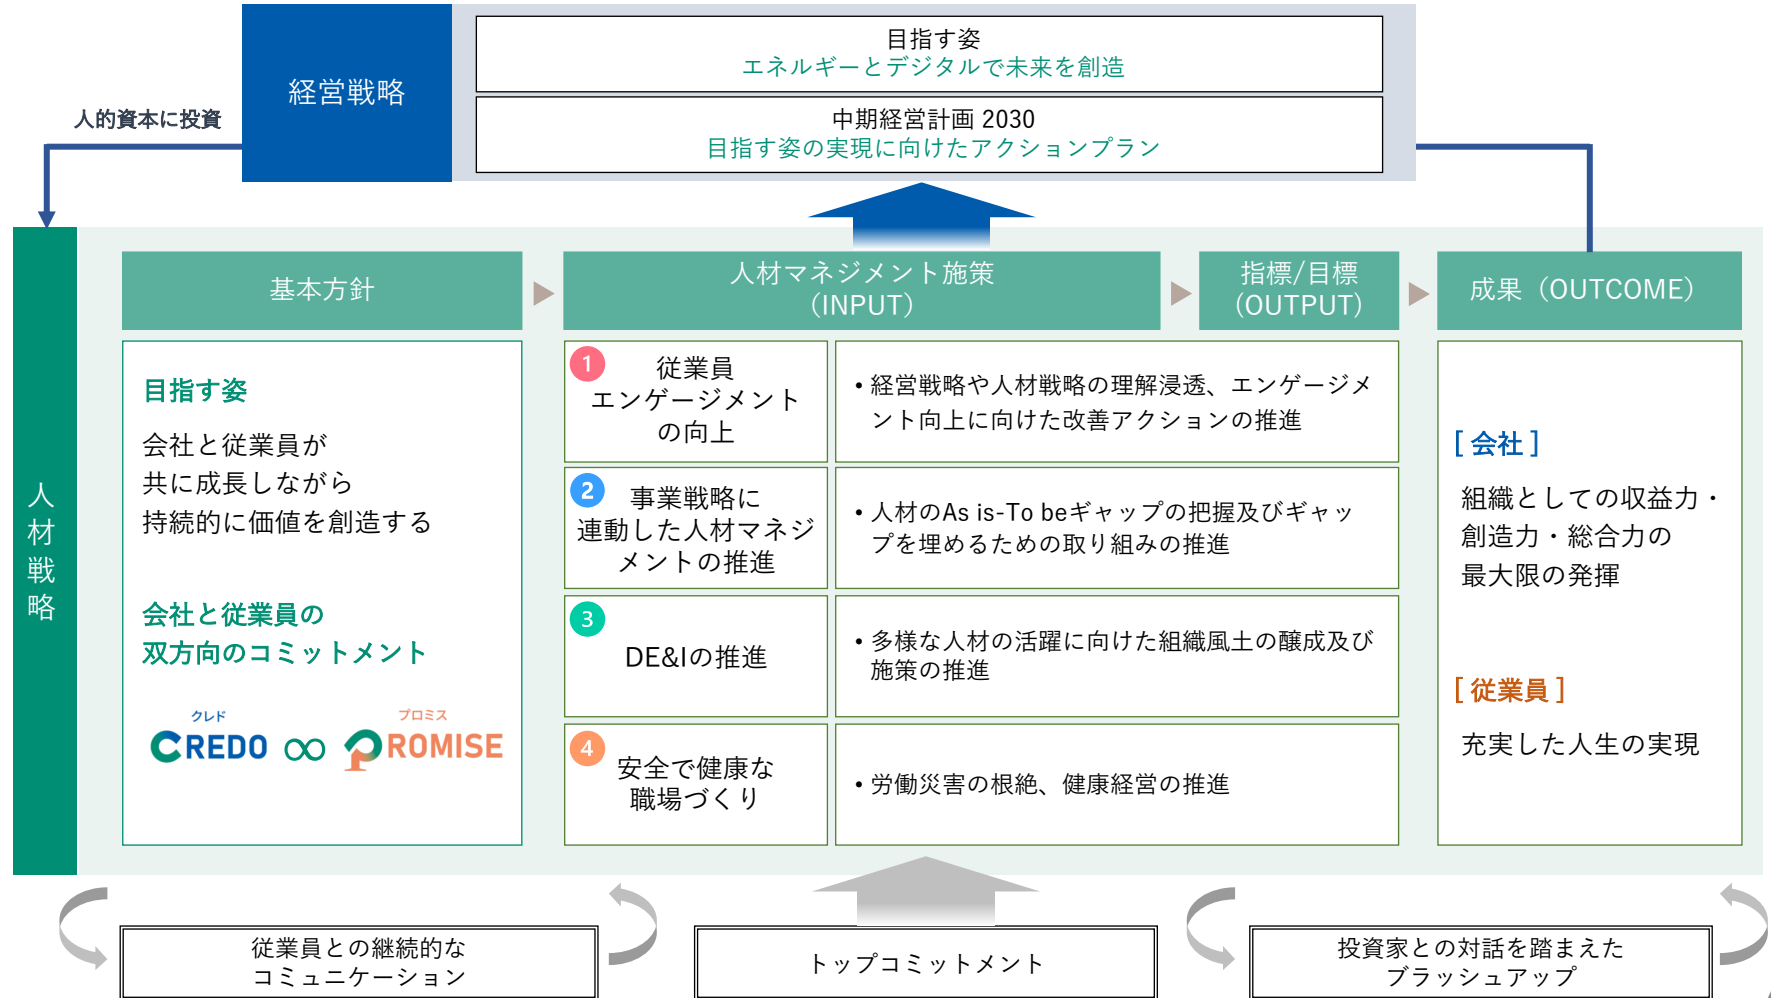 経営戦略
目指す姿
エネルギーとデジタルで未来を創造
中期経営計画 2030
目指す姿の実現に向けたアクションプラン
人的資本に投資
人材戦略
基本方針
人材マネジメント施策
（INPUT）
指標/目標
（OUTPUT）
成果（OUTCOME）
目指す姿
会社と従業員が
共に成長しながら
持続的に価値を創造する
会社と従業員の
双方向のコミットメント
クレド
CREDO
∞
プロミス
PROMISE
1
従業員
エンゲージメント
の向上
• 経営戦略や人材戦略の理解浸透、エンゲージメ
ント向上に向けた改善アクションの推進
2
事業戦略に
連動した人材マネジ
メントの推進
• 人材のAs is-To beギャップの把握及びギャッ
プを埋めるための取り組みの推進
3
DE&Iの推進
• 多様な人材の活躍に向けた組織風土の醸成及び
施策の推進
4
安全で健康な
職場づくり
• 労働災害の根絶、健康経営の推進
[ 会社 ]
組織としての収益力・
創造力・総合力の
最大限の発揮
[ 従業員 ]
充実した人生の実現
従業員との継続的な
コミュニケーション
トップコミットメント
投資家との対話を踏まえた
ブラッシュアップ